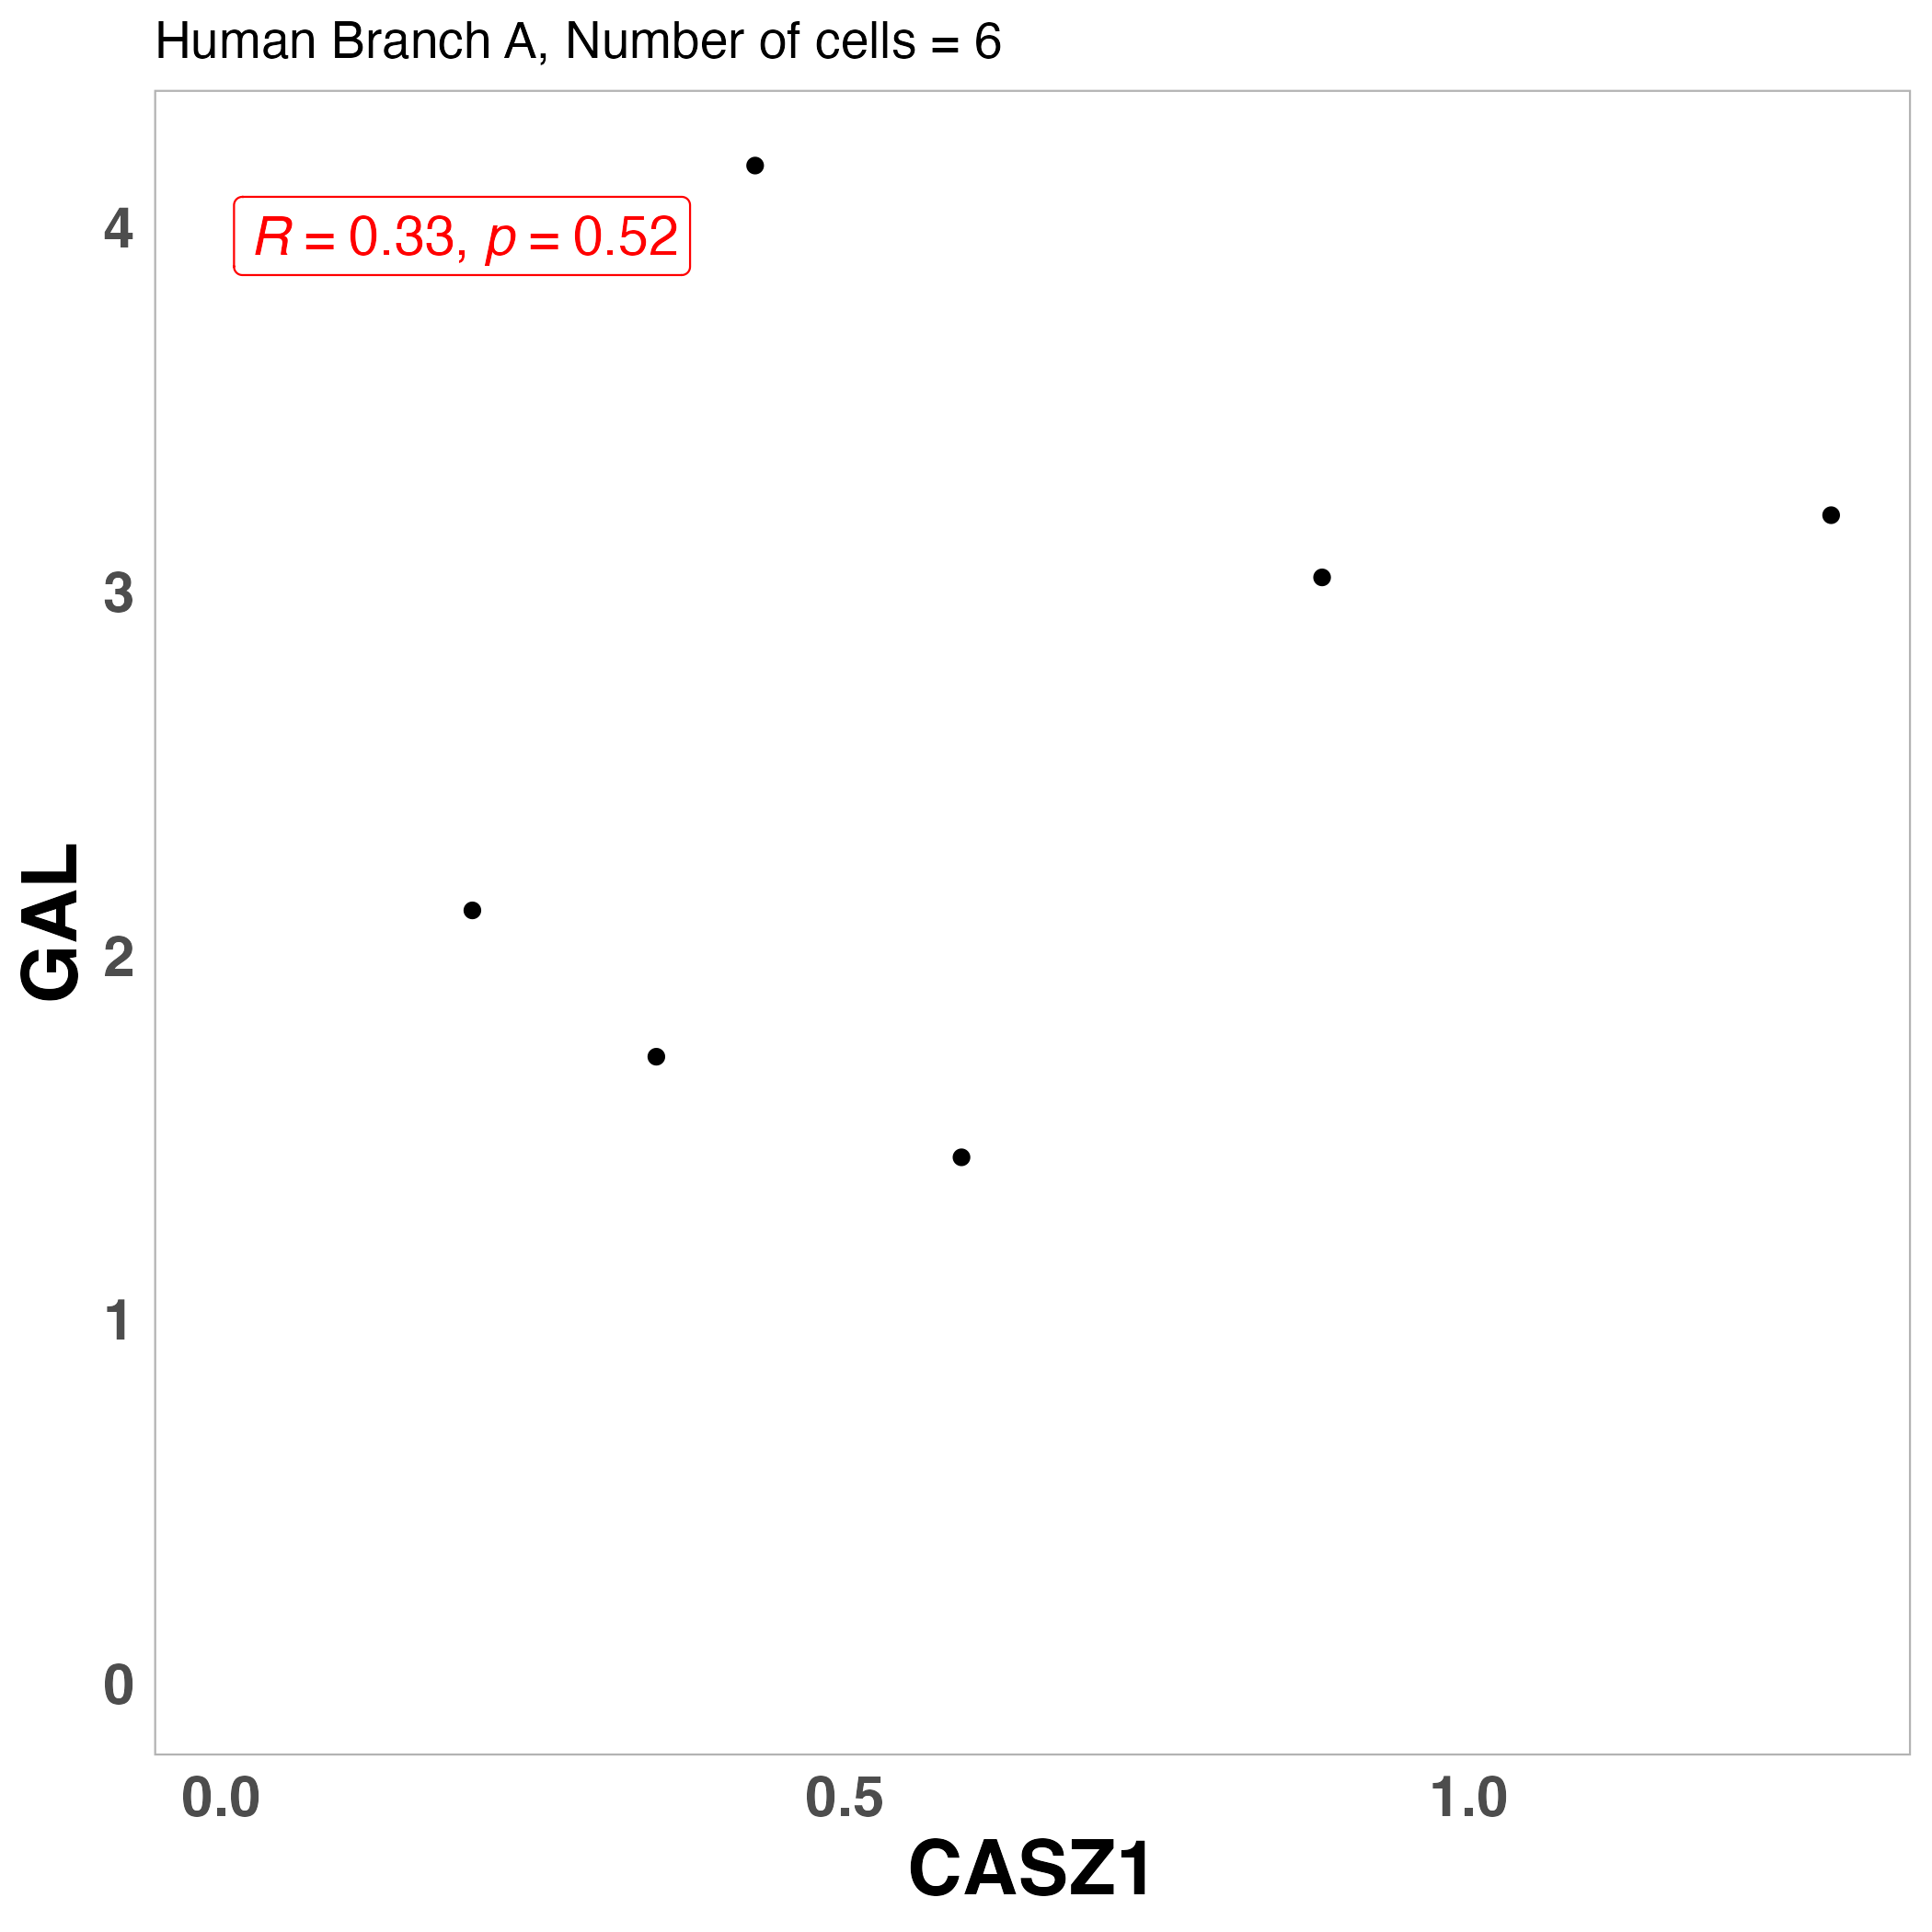 Human Branch A, Number of cells = 6
R = 0.33, p = 0.52
4
3
2
1
0
GAL
0.0 0.5 1.0
CASZ1